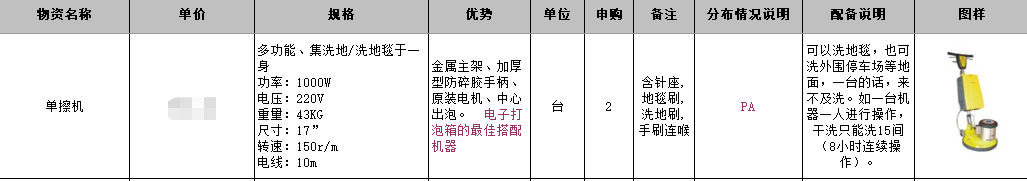 物资名称 单价 规格 优势 单位 申购 备注 分布情况说明 配备说明 图样
单擦机
多功能、集洗地/洗地毯于一
身
功率：1000W
电压：220V
重量：43KG
尺寸：17”
转速：150r/m
电线：10m
金属主架、加厚
型防碎胶手柄、
原装电机、中心
出泡。 电子打
泡箱的最佳搭配
机器
台
2
含针座,
地毯刷,
洗地刷,
手刷连喉
PA
可以洗地毯，也可
洗外围停车场等地
面，一台的话，来
不及洗。如一台机
器一人进行操作，
干洗只能洗15间
（8小时连续操
作）。